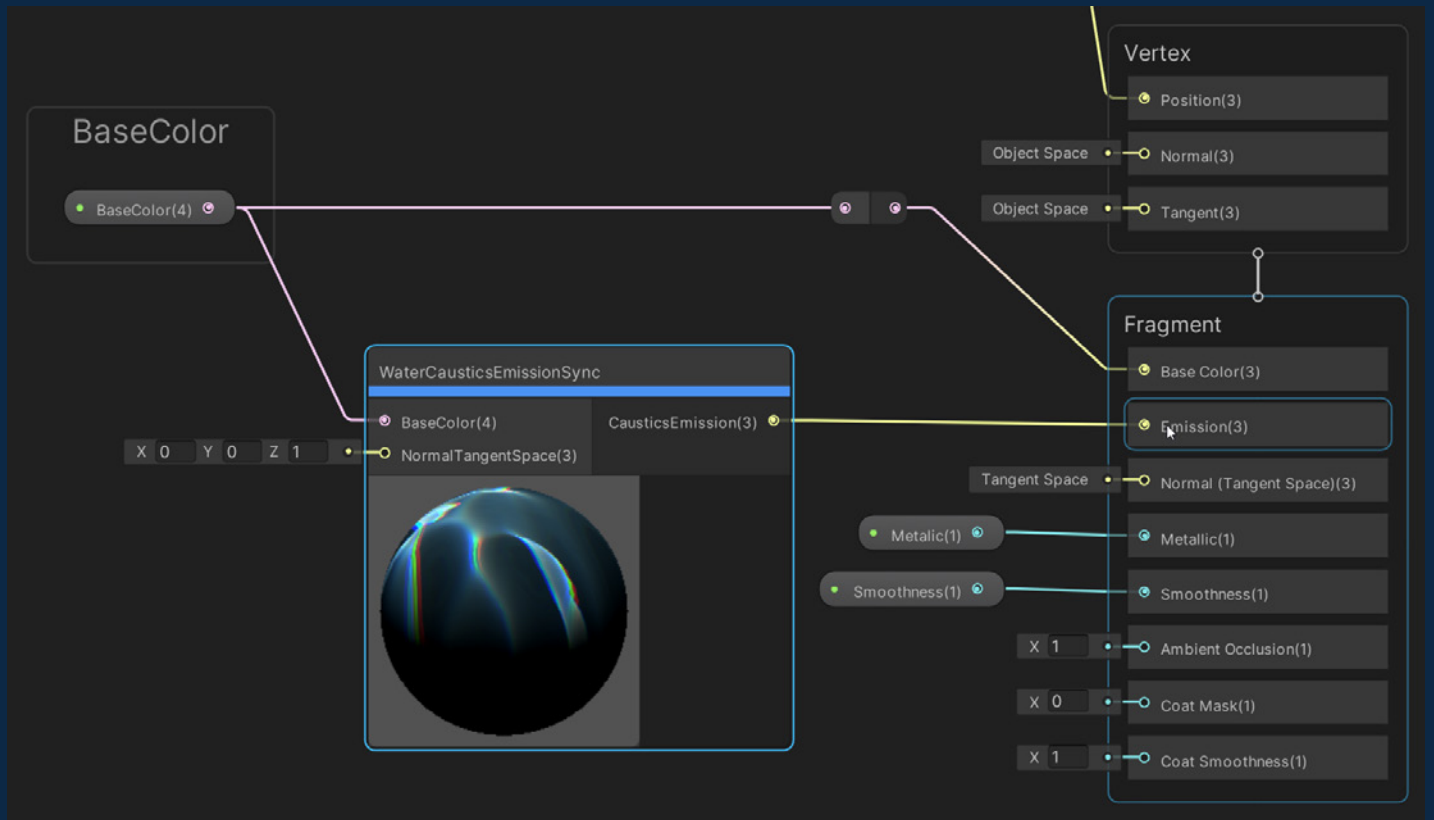 Vertex
Position(3)
Object Space
Normal(3)
Object Space
Tangent(3)
BaseColor
BaseColor(4)
Fragment
Base Color(3)
Emission(3)
Tangent Space
Normal (Tangent Space)(3)
Metalic(1)
Metallic(1)
Smoothness(1)
Smoothness(1)
X 1
Ambient Occlusion(1)
X 0
Coat Mask(1)
X 1
Coat Smoothness(1)
WaterCausticsEmissionSync
BaseColor(4)
CausticsEmission(3)
X 0 Y 0 Z 1
NormalTangentSpace(3)